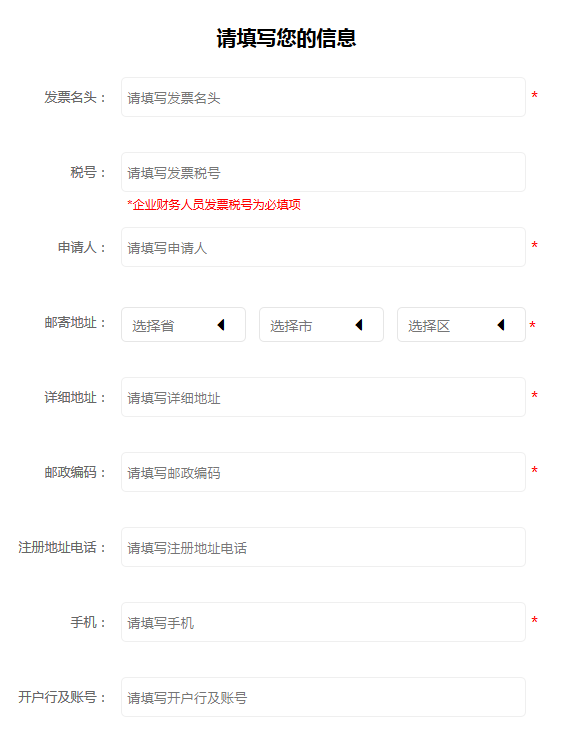 请填写您的信息
发票名头： 请填写发票名头 *
税号： 请填写发票税号
*企业财务人员发票税号为必填项
申请人： 请填写申请人 *
邮寄地址： 选择省 选择市 选择区 *
详细地址： 请填写详细地址 *
邮政编码： 请填写邮政编码 *
注册地址电话： 请填写注册地址电话
手机： 请填写手机 *
开户行及账号： 请填写开户行及账号